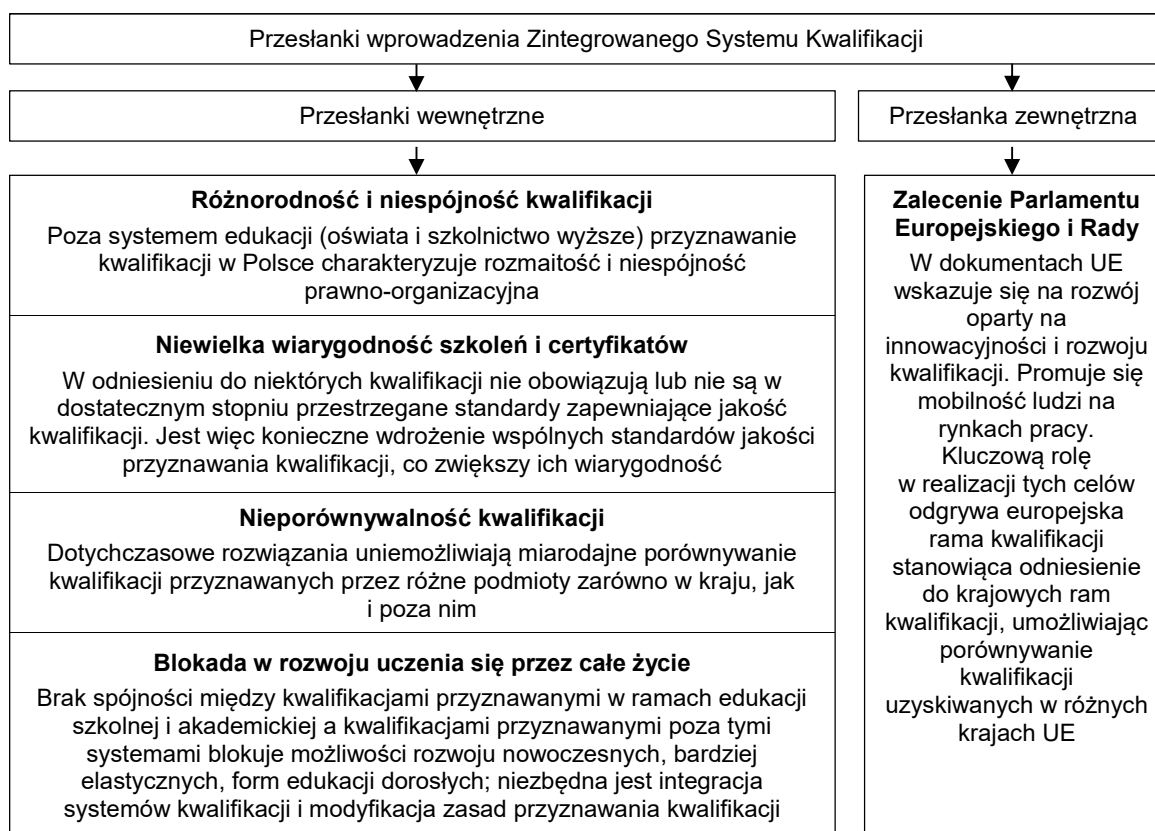 Przesłanki wprowadzenia Zintegrowanego Systemu Kwalifikacji
Przesłanki wewnętrzne
Przesłanka zewnętrzna
Różnorodność i niespójność kwalifikacji
Poza systemem edukacji (oświata i szkolnictwo wyższe) przyznawanie
kwalifikacji w Polsce charakteryzuje rozmaitość i niespójność
prawno-organizacyjna
Niewielka wiarygodność szkoleń i certyfikatów
W odniesieniu do niektórych kwalifikacji nie obowiązują lub nie są w
dostatecznym stopniu przestrzegane standardy zapewniające jakość
kwalifikacji. Jest więc konieczne wdrożenie wspólnych standardów jakości
przyznawania kwalifikacji, co zwiększy ich wiarygodność
Nieporównywalność kwalifikacji
Dotychczasowe rozwiązania uniemożliwiają miarodajne porównywanie
kwalifikacji przyznawanych przez różne podmioty zarówno w kraju, jak
i poza nim
Blokada w rozwoju uczenia się przez całe życie
Brak spójności między kwalifikacjami przyznawanymi w ramach edukacji
szkolnej i akademickiej a kwalifikacjami przyznawanymi poza tymi
systemami blokuje możliwości rozwoju nowoczesnych, bardziej
elastycznych, form edukacji dorosłych; niezbędna jest integracja
systemów kwalifikacji i modyfikacja zasad przyznawania kwalifikacji
Zalecenie Parlamentu
Europejskiego i Rady
W dokumentach UE
wskazuje się na rozwój
oparty na
innowacyjności i rozwoju
kwalifikacji. Promuje się
mobilność ludzi na
rynkach pracy.
Kluczową rolę
w realizacji tych celów
odgrywa europejska
rama kwalifikacji
stanowiąca odniesienie
do krajowych ram
kwalifikacji, umożliwiając
porównywanie
kwalifikacji
uzyskiwanych w różnych
krajach UE